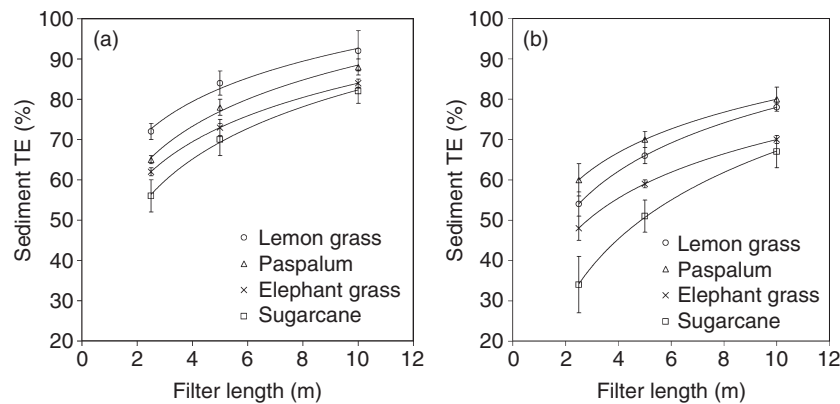 (a)
Sediment TE (%)
100
90
80
70
60
50
40
30
20
0 2 4 6 8 10 12
Filter length (m)
Lemon grass
Paspalum
Elephant grass
Sugarcane
(b)
Sediment TE (%)
100
90
80
70
60
50
40
30
20
0 2 4 6 8 10 12
Filter length (m)
Lemon grass
Paspalum
Elephant grass
Sugarcane